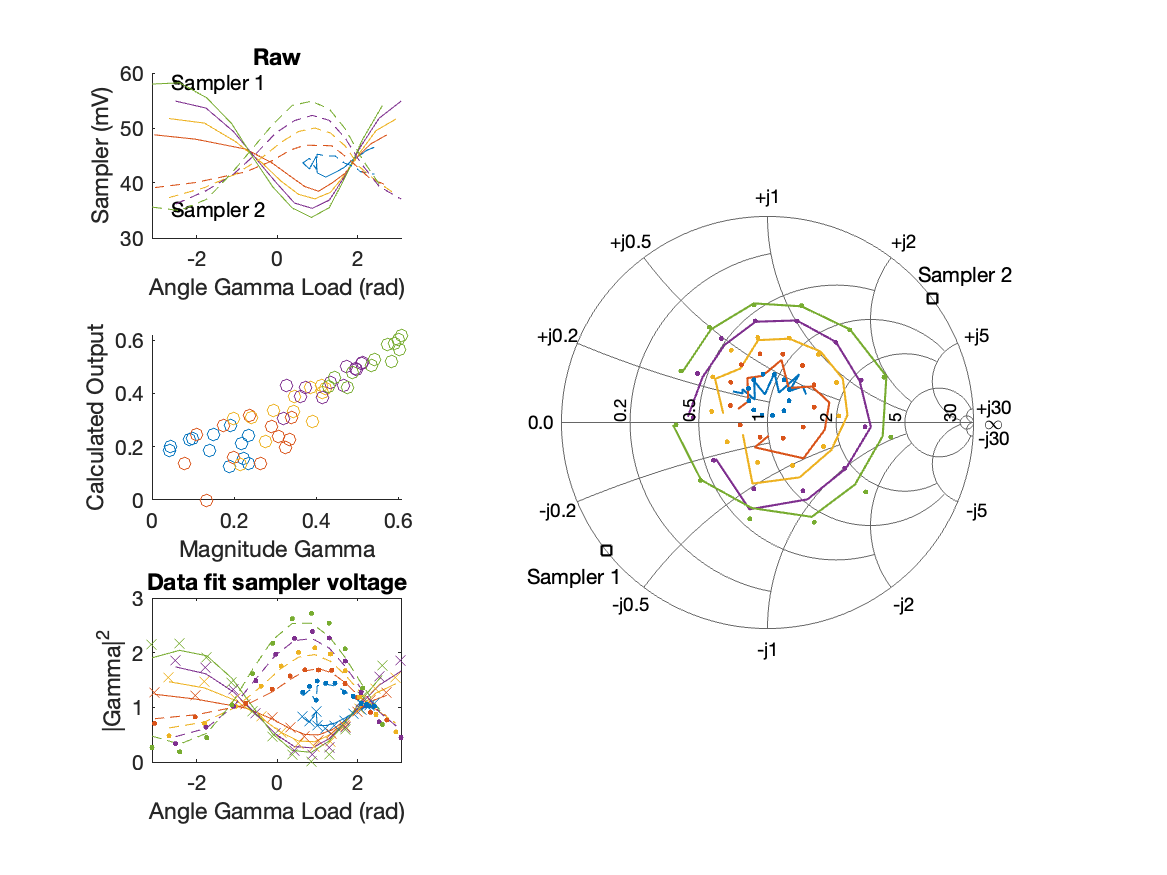 Raw
60
50
40
30
Sampler (mV)
Sampler 1
Sampler 2
-2 0 2
Angle Gamma Load (rad)
0.6
0.4
0.2
0
Calculated Output
0 0.2 0.4 0.6
Magnitude Gamma
Data fit sampler voltage
3
2
1
0
|Gamma|2
-2 0 2
Angle Gamma Load (rad)
+j1
+j0.5 +j2
Sampler 2
+j0.2 +j5
0.0 0.2 0.5 1 2 5 30 +j30
∞
-j30
-j0.2 -j5
Sampler 1
-j0.5 -j2
-j1